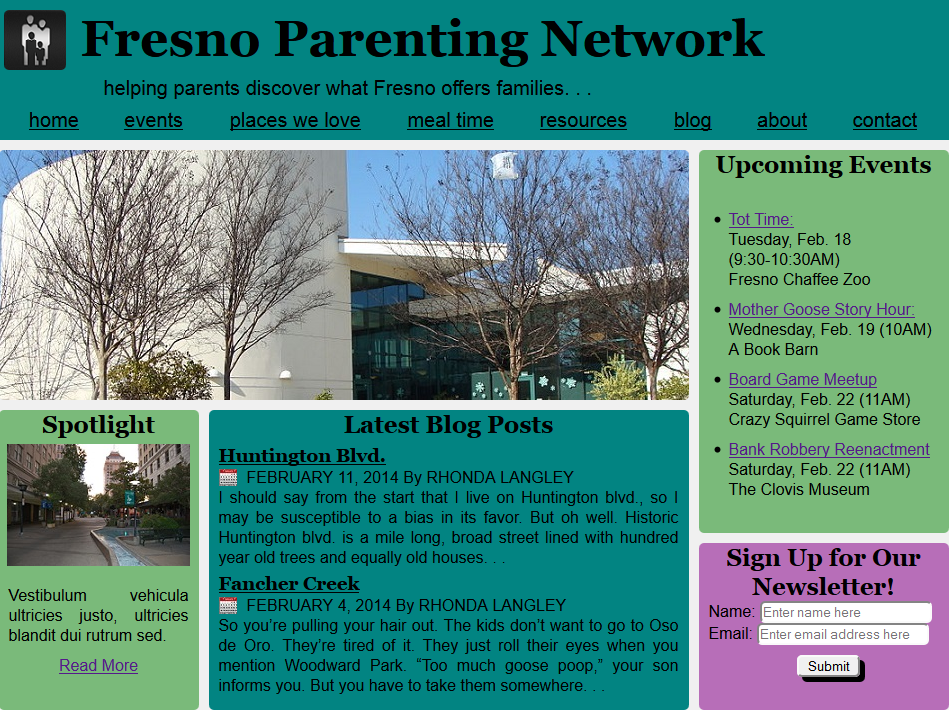 Fresno Parenting Network
helping parents discover what Fresno offers families. . .
home events places we love meal time resources blog about contact
Upcoming Events
Tot Time:
Tuesday, Feb. 18
(9:30-10:30AM)
Fresno Chaffee Zoo
Mother Goose Story Hour:
Wednesday, Feb. 19 (10AM)
A Book Barn
Board Game Meetup
Saturday, Feb. 22 (11AM)
Crazy Squirrel Game Store
Bank Robbery Reenactment
Saturday, Feb. 22 (11AM)
The Clovis Museum
Spotlight
Vestibulum vehicula
ultricies justo, ultricies
blandit dui rutrum sed.
Read More
Latest Blog Posts
Huntington Blvd.
FEBRUARY 11, 2014 By RHONDA LANGLEY
I should say from the start that I live on Huntington blvd., so I
may be susceptible to a bias in its favor. But oh well. Historic
Huntington blvd. is a mile long, broad street lined with hundred
year old trees and equally old houses. . .
Fancher Creek
FEBRUARY 4, 2014 By RHONDA LANGLEY
So you’re pulling your hair out. The kids don’t want to go to Oso
de Oro. They’re tired of it. They just roll their eyes when you
mention Woodward Park. “Too much goose poop,” your son
informs you. But you have to take them somewhere. . .
Sign Up for Our
Newsletter!
Name: Enter name here
Email: Enter email address here
Submit